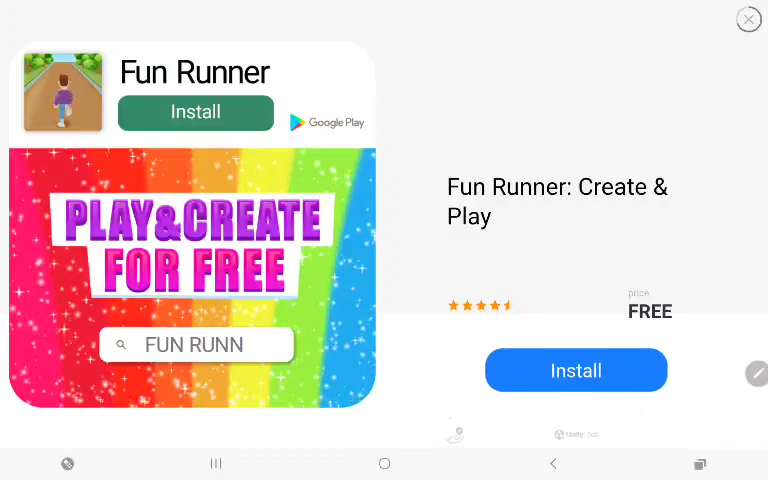 Fun Runner
Install
Google Play
PLAY&CREATE
FOR FREE
FUN RUNN
Fun Runner: Create &
Play
price
FREE
Install